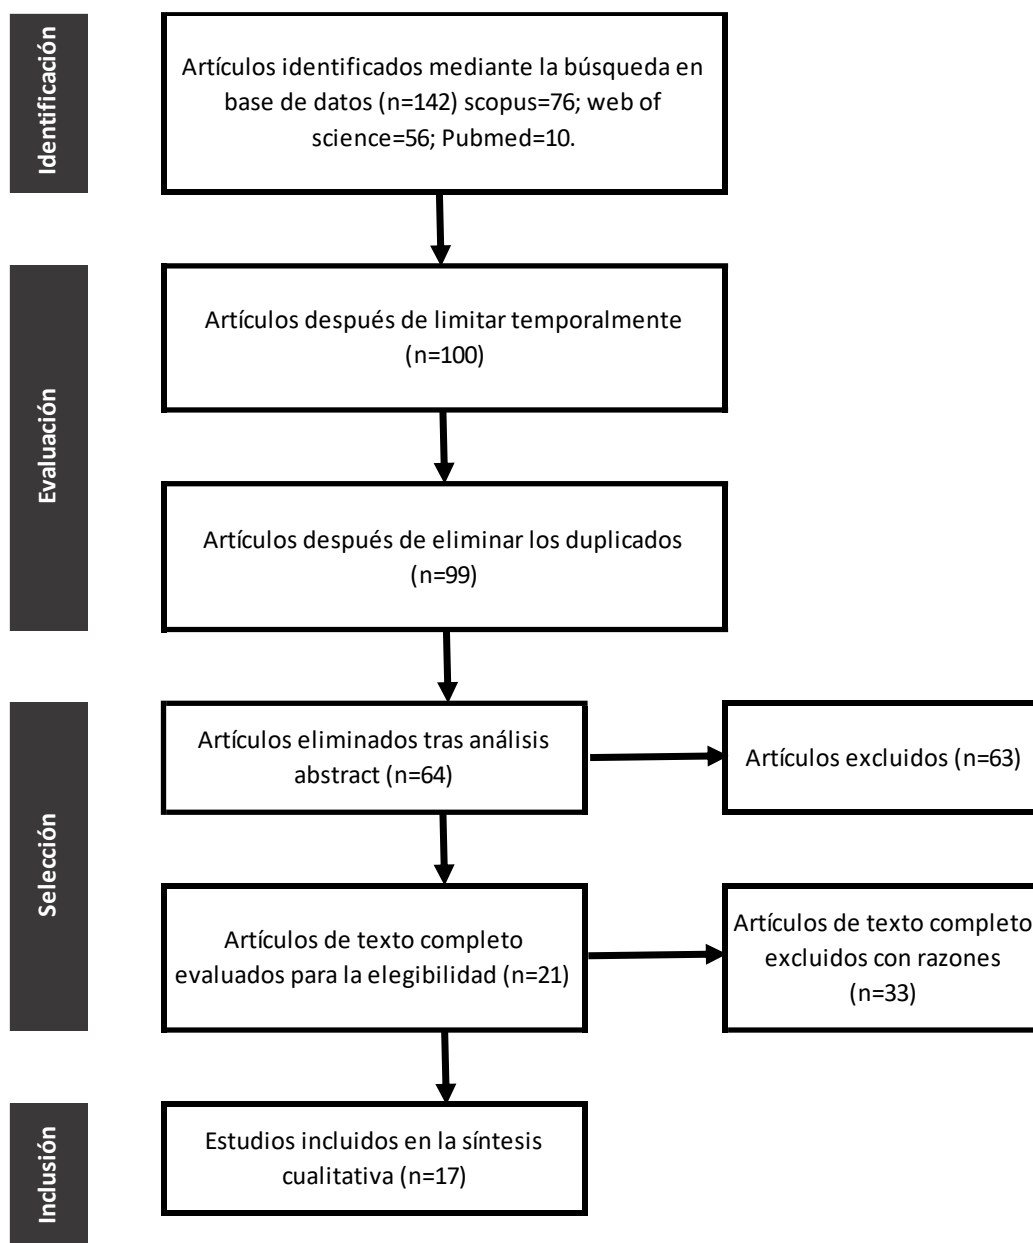 Identificación
Artículos identificados mediante la búsqueda en
base de datos (n=142) scopus=76; web of
science=56; Pubmed=10.
Evaluación
Artículos después de limitar temporalmente
(n=100)
Artículos después de eliminar los duplicados
(n=99)
Selección
Artículos eliminados tras análisis
abstract (n=64)
Artículos excluidos (n=63)
Artículos de texto completo
evaluados para la elegibilidad (n=21)
Artículos de texto completo
excluidos con razones
(n=33)
Inclusión
Estudios incluidos en la síntesis
cualitativa (n=17)